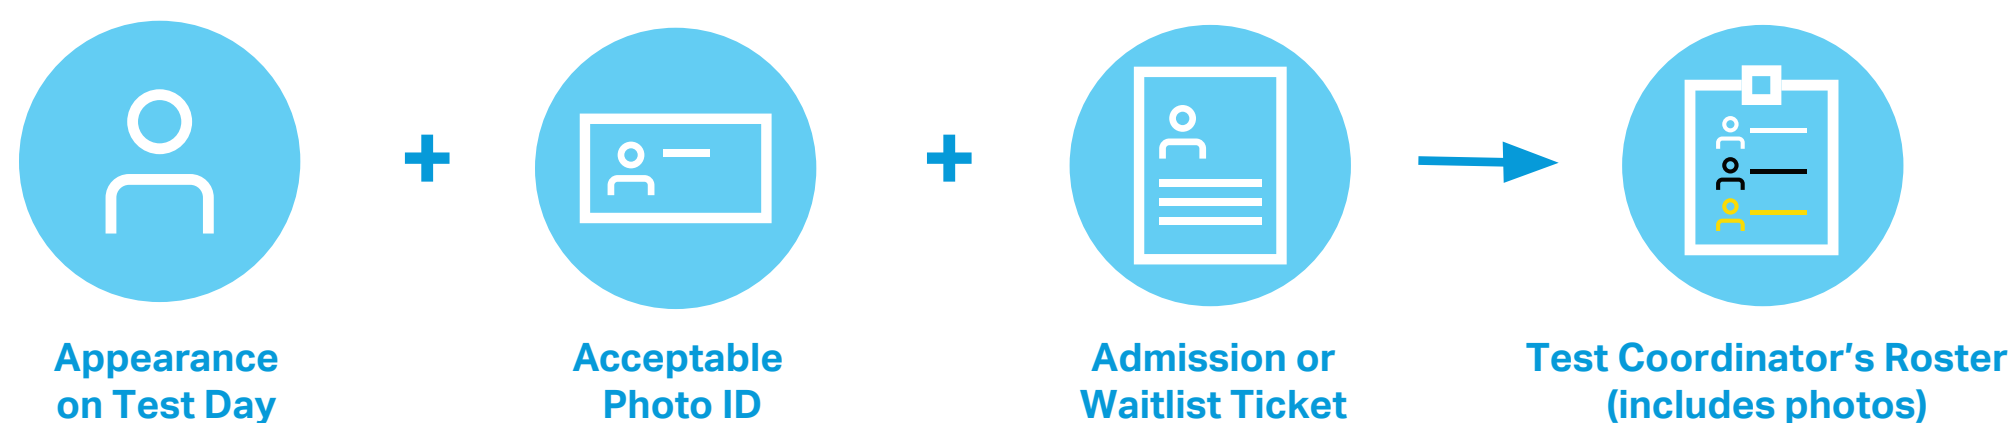 Appearance
on Test Day
Acceptable
Photo ID
Admission or
Waitlist Ticket
Test Coordinator’s Roster
(includes photos)